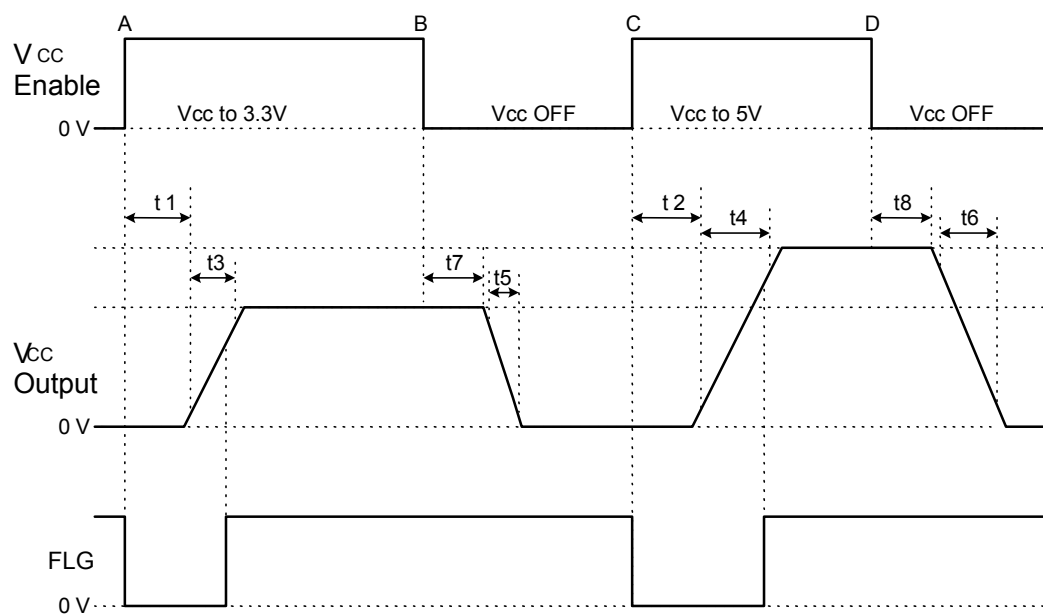 A B C D
V CC
Enable
Vcc to 3.3V Vcc OFF Vcc to 5V Vcc OFF
0 V
t 1 t 2 t8
t4 t6
t3 t7 t5
VCC
Output
0 V
FLG
0 V